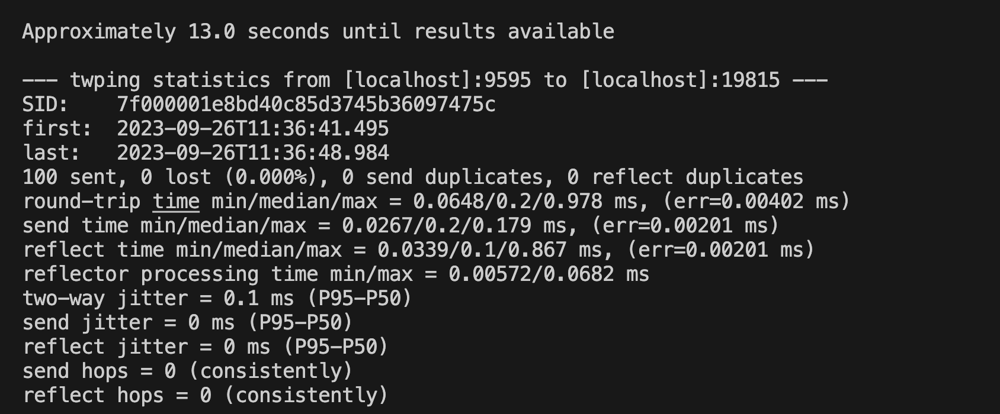 Approximately 13.0 seconds until results available
--- twping statistics from [localhost]:9595 to [localhost]:19815 ---
SID:    7f000001e8bd40c85d3745b36097475c
first:  2023-09-26T11:36:41.495
last:   2023-09-26T11:36:48.984
100 sent, 0 lost (0.000%), 0 send duplicates, 0 reflect duplicates
round-trip time min/median/max = 0.0648/0.2/0.978 ms, (err=0.00402 ms)
send time min/median/max = 0.0267/0.2/0.179 ms, (err=0.00201 ms)
reflect time min/median/max = 0.0339/0.1/0.867 ms, (err=0.00201 ms)
reflector processing time min/max = 0.00572/0.0682 ms
two-way jitter = 0.1 ms (P95-P50)
send jitter = 0 ms (P95-P50)
reflect jitter = 0 ms (P95-P50)
send hops = 0 (consistently)
reflect hops = 0 (consistently)